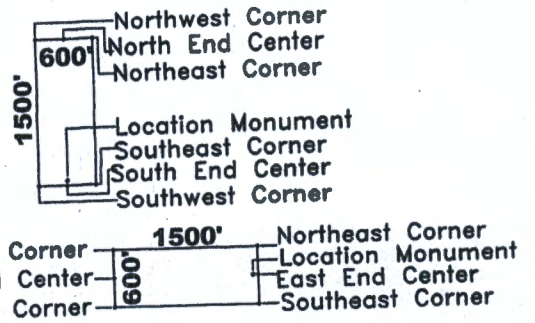 Northwest Corner
North End Center
600'
Northeast Corner
1500'
Location Monument
Southeast Corner
South End Center
Southwest Corner
1500'
Northeast Corner
Corner
Location Monument
600'
Center
East End Center
Corner
Southeast Corner